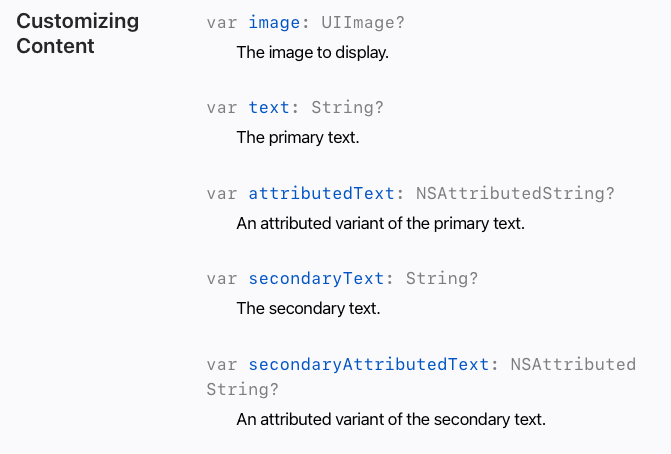 Customizing
Content
var image: UIImage?
The image to display.
var text: String?
The primary text.
var attributedText: NSAttributedString?
An attributed variant of the primary text.
var secondaryText: String?
The secondary text.
var secondaryAttributedText: NSAttributed
String?
An attributed variant of the secondary text.